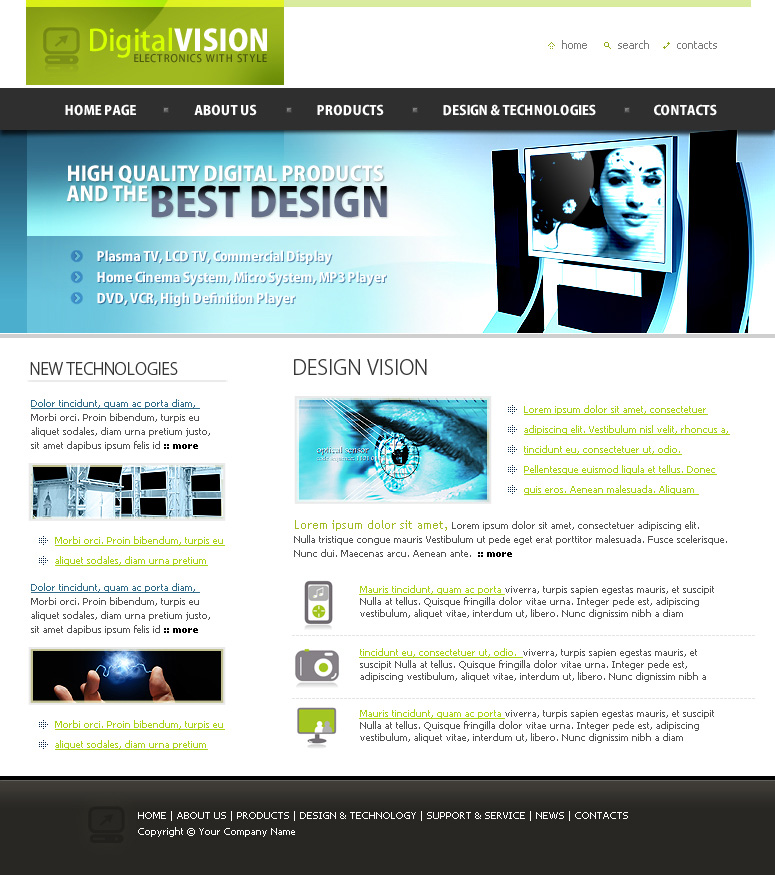 DigitalVISION
ELECTRONICS WITH STYLE
home search contacts
HOME PAGE ABOUT US PRODUCTS DESIGN & TECHNOLOGIES CONTACTS
HIGH QUALITY DIGITAL PRODUCTS
AND THE BEST DESIGN
Plasma TV, LCD TV, Commercial Display
Home Cinema System, Micro System, MP3 Player
DVD, VCR, High Definition Player
NEW TECHNOLOGIES
Dolor tincidunt, quam ac porta diam,
Morbi orci. Proin bibendum, turpis eu
aliquet sodales, diam urna pretium justo,
sit amet dapibus ipsum felis id :: more
Morbi orci. Proin bibendum, turpis eu
aliquet sodales, diam urna pretium
Dolor tincidunt, quam ac porta diam,
Morbi orci. Proin bibendum, turpis eu
aliquet sodales, diam urna pretium justo,
sit amet dapibus ipsum felis id :: more
Morbi orci. Proin bibendum, turpis eu
aliquet sodales, diam urna pretium
DESIGN VISION
optical sensor
Lorem ipsum dolor sit amet, consectetuer
adipiscing elit. Vestibulum nisl velit, rhoncus a,
tincidunt eu, consectetuer ut, odio.
Pellentesque euismod ligula et tellus. Donec
quis eros. Aenean malesuada. Aliquam
Lorem ipsum dolor sit amet, Lorem ipsum dolor sit amet, consectetuer adipiscing elit.
Nulla tristique congue mauris Vestibulum ut pede eget erat porttitor malesuada. Fusce scelerisque.
Nunc dui. Maecenas arcu. Aenean ante. :: more
Mauris tincidunt, quam ac porta viverra, turpis sapien egestas mauris, et suscipit
Nulla at tellus. Quisque fringilla dolor vitae urna. Integer pede est, adipiscing
vestibulum, aliquet vitae, interdum ut, libero. Nunc dignissim nibh a diam
tincidunt eu, consectetuer ut, odio. viverra, turpis sapien egestas mauris, et
suscipit Nulla at tellus. Quisque fringilla dolor vitae urna. Integer pede est,
adipiscing vestibulum, aliquet vitae, interdum ut, libero. Nunc dignissim nibh a
Mauris tincidunt, quam ac porta viverra, turpis sapien egestas mauris, et suscipit
Nulla at tellus. Quisque fringilla dolor vitae urna. Integer pede est, adipiscing
vestibulum, aliquet vitae, interdum ut, libero. Nunc dignissim nibh a diam
HOME | ABOUT US | PRODUCTS | DESIGN & TECHNOLOGY | SUPPORT & SERVICE | NEWS | CONTACTS
Copyright © Your Company Name